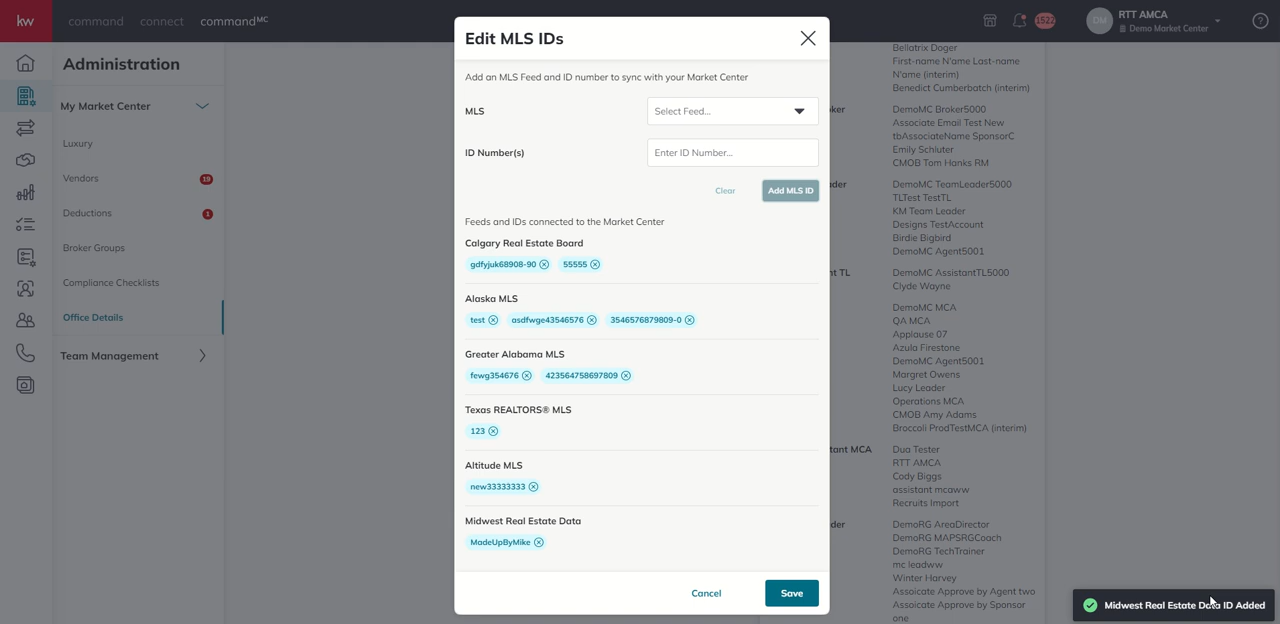 kw
command connect commandMC
1522
DM
RTT AMCA
Demo Market Center
?
Administration
My Market Center
Luxury
Vendors 19
Deductions 1
Broker Groups
Compliance Checklists
Office Details
Team Management
Edit MLS IDs
Add an MLS Feed and ID number to sync with your Market Center
MLS
Select Feed...
ID Number(s)
Enter ID Number...
Clear
Add MLS ID
Feeds and IDs connected to the Market Center
Calgary Real Estate Board
gdfyjuk68908-90 55555
Alaska MLS
test asdfwge43546576 3546576879809-0
Greater Alabama MLS
fewg354676 423564758697809
Texas REALTORS® MLS
123
Altitude MLS
new33333333
Midwest Real Estate Data
MadeUpByMike
Cancel
Save
Bellatrix Doger
First-name N'ame Last-name
N'ame (interim)
Benedict Cumberbatch (interim)
DemoMC Broker5000
Associate Email Test New
tbAssociateName SponsorC
Emily Schluter
CMOB Tom Hanks RM
DemoMC TeamLeader5000
TLTest TestTL
KM Team Leader
Designs TestAccount
Birdie Bigbird
DemoMC Agent5001
TL
DemoMC AssistantTL5000
Clyde Wayne
DemoMC MCA
QA MCA
Applause 07
Azula Firestone
DemoMC Agent5001
Margret Owens
Lucy Leader
Operations MCA
CMOB Amy Adams
Broccoli ProdTestMCA (interim)
MCA
Dua Tester
RTT AMCA
Cody Biggs
assistant mcaww
Recruits Import
DemoRG AreaDirector
DemoRG MAPSRGCoach
DemoRG TechTrainer
mc leadww
Winter Harvey
Assoicate Approve by Agent two
Assoicate Approve by Sponsor
one
Midwest Real Estate Data ID Added